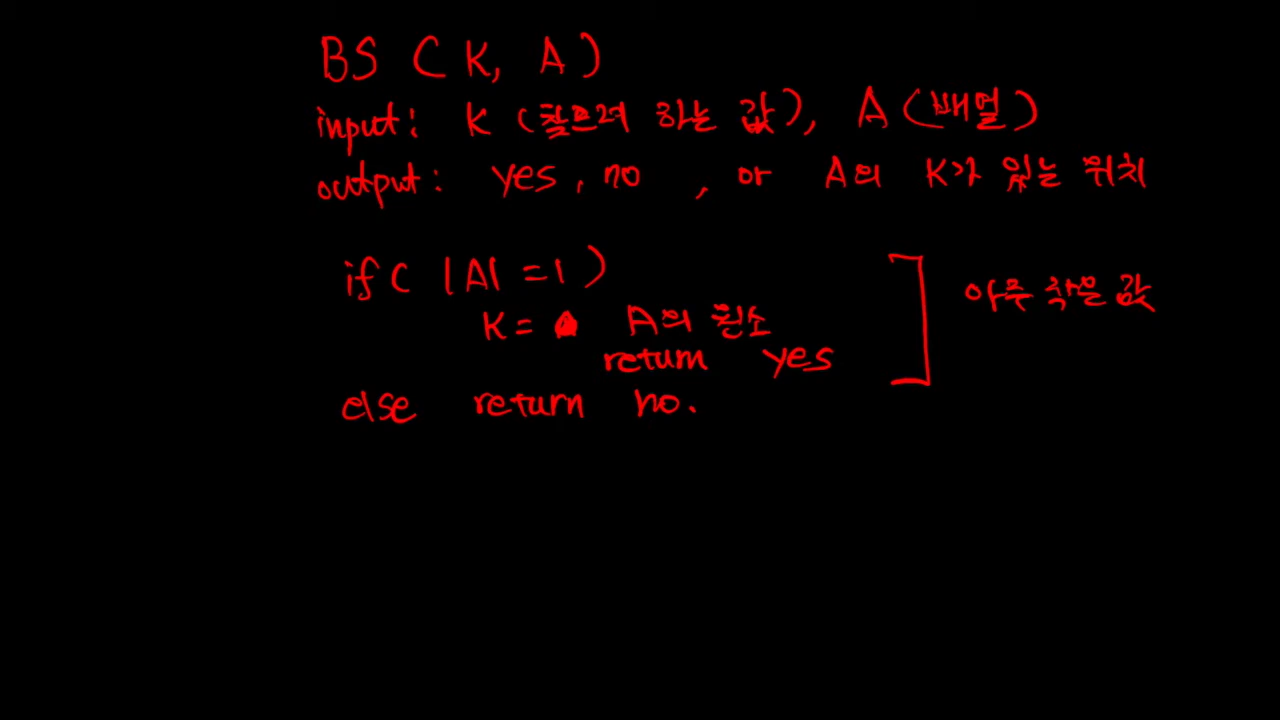 BS ( K, A )
input: K (찾으려 하는 값), A (배열)
output: yes, no , or A의 K가 있는 위치
if ( |A| = 1 )
K = A의 원소
return yes
아주 작은 값
else return no.